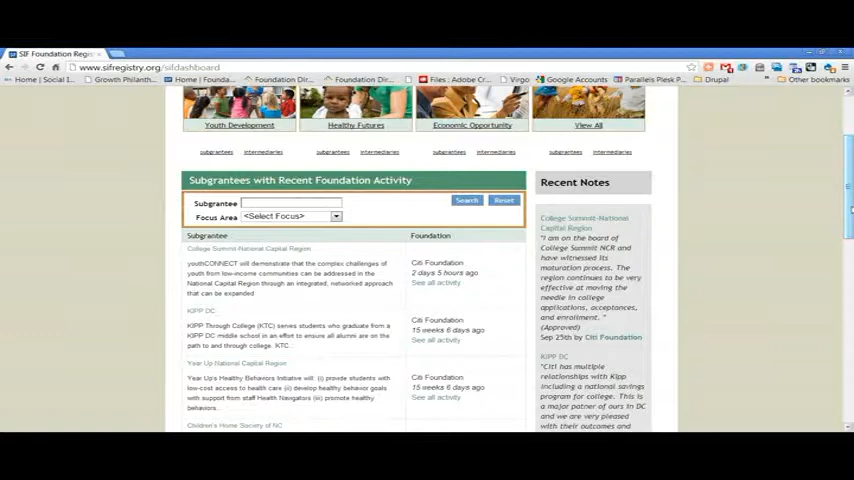 SIF Foundation Regis
www.sifregistry.org/sifdashboard
Home | Social I... Growth Philanth... Home | Founda... Foundation Dir... Foundation Dir... Files : Adobe Cr... Virgo Google Accounts Parallels Plesk P... Drupal » Other bookmarks
Youth Development Healthy Futures Economic Opportunity View All
subgrantees intermediaries subgrantees intermediaries subgrantees intermediaries subgrantees intermediaries
Subgrantees with Recent Foundation Activity
Subgrantee Search Reset
Focus Area <Select Focus>
Subgrantee Foundation
College Summit-National Capital Region
youthCONNECT will demonstrate that the complex challenges of
youth from low-income communities can be addressed in the
National Capital Region through an integrated, networked approach
that can be expanded
Citi Foundation
2 days 5 hours ago
See all activity
KIPP DC
KIPP Through College (KTC) serves students who graduate from a
KIPP DC middle school in an effort to ensure all alumni are on the
path to and through college. KTC
Citi Foundation
15 weeks 6 days ago
See all activity
Year Up National Capital Region
Year Up's Healthy Behaviors Initiative will: (i) provide students with
low-cost access to health care (ii) develop healthy behavior goals
with support from staff Health Navigators (iii) promote healthy
behaviors...
Citi Foundation
15 weeks 6 days ago
See all activity
Children's Home Society of NC
Recent Notes
College Summit-National
Capital Region
"I am on the board of
College Summit NCR and
have witnessed its
maturation process. The
region continues to be
very effective at moving the
needle in college
applications, acceptances,
and enrollment. "
(Approved)
Sep 25th by Citi Foundation
KIPP DC
"Citi has multiple
relationships with Kipp
including a national savings
program for college. This is
a major patner of ours in DC
and we are very pleased
with their outcomes and